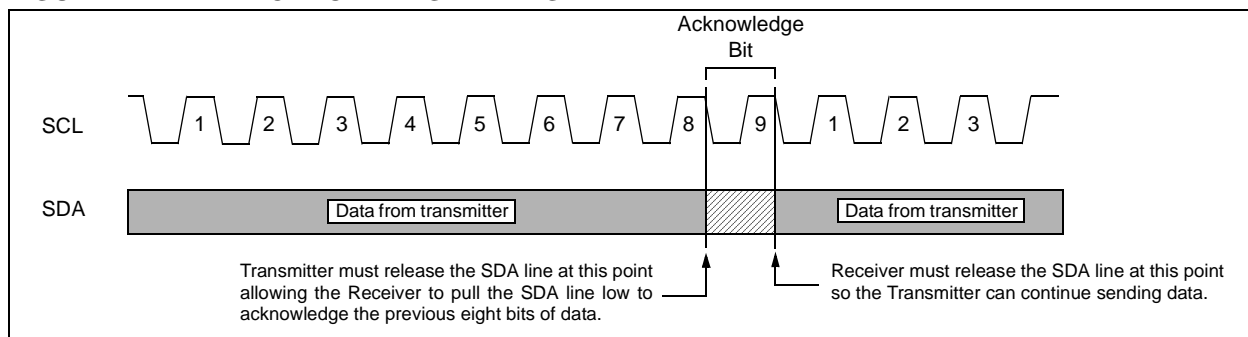 Acknowledge
Bit
SCL 1 2 3 4 5 6 7 8 9 1 2 3
SDA Data from transmitter Data from transmitter
Transmitter must release the SDA line at this point
allowing the Receiver to pull the SDA line low to
acknowledge the previous eight bits of data.
Receiver must release the SDA line at this point
so the Transmitter can continue sending data.